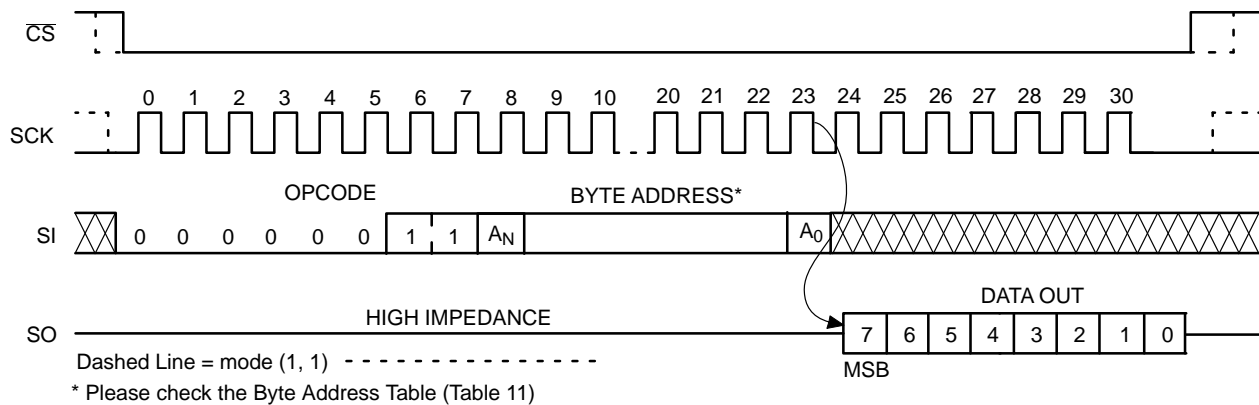 CS
0 1 2 3 4 5 6 7 8 9 10 20 21 22 23 24 25 26 27 28 29 30
SCK
OPCODE BYTE ADDRESS*
SI 0 0 0 0 0 0 1 1 AN A0
DATA OUT
HIGH IMPEDANCE
SO 7 6 5 4 3 2 1 0
Dashed Line = mode (1, 1) - - - - - - - - - - - - - - -
MSB
* Please check the Byte Address Table (Table 11)